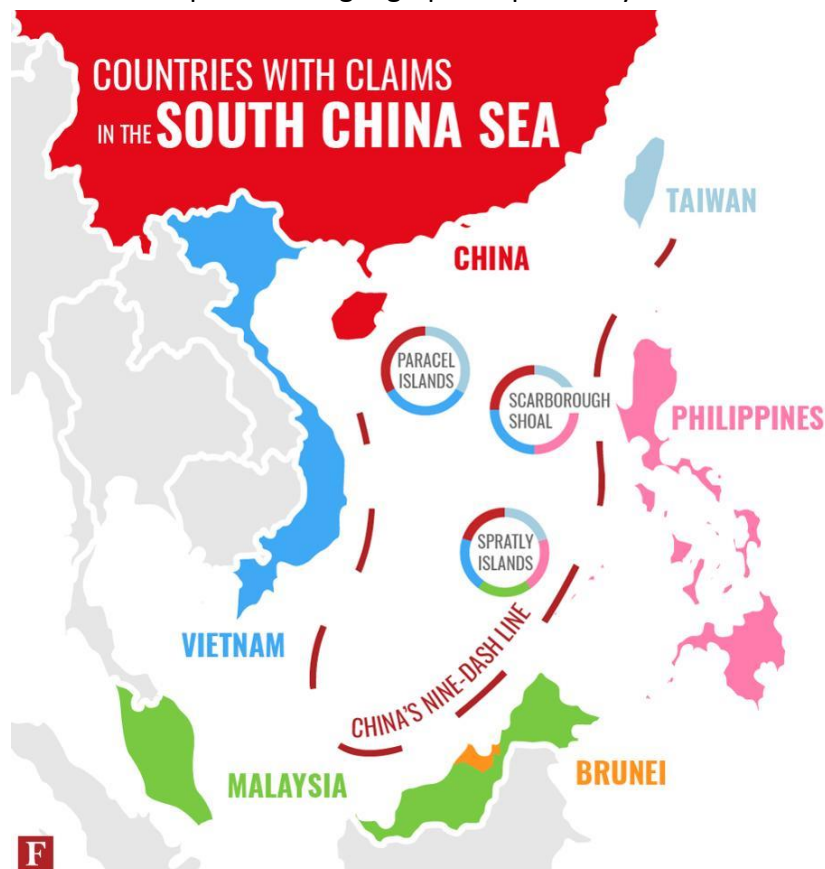 COUNTRIES WITH CLAIMS
IN THE SOUTH CHINA SEA
TAIWAN
CHINA
PARACEL
ISLANDS
SCARBOROUGH
SHOAL
PHILIPPINES
SPRATLY
ISLANDS
VIETNAM
CHINA'S NINE-DASH LINE
MALAYSIA
BRUNEI
F